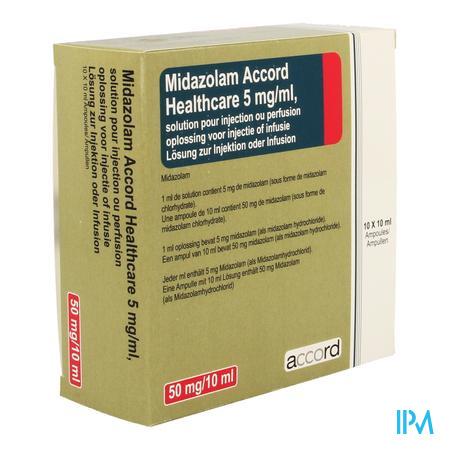 Midazolam Accord
Healthcare 5 mg/ml,
solution pour injection ou perfusion
oplossing voor injectie of infusie
Lösung zur Injektion oder Infusion
Midazolam
1 ml de solution contient 5 mg de midazolam (sous forme de midazolam
chlorhydrate).
Une ampoule de 10 ml contient 50 mg de midazolam (sous forme de
midazolam chlorhydrate).
1 ml oplossing bevat 5 mg midazolam (als midazolam hydrochloride).
Een ampul van 10 ml bevat 50 mg midazolam (als midazolam hydrochloride).
Jeder ml enthält 5 mg Midazolam (als Midazolamhydrochlorid).
Eine Ampulle mit 10 ml Lösung enthält 50 mg Midazolam
(als Midazolamhydrochlorid)
50 mg/10 ml
accord
10 X 10 ml
Ampoules/
Ampullen
Midazolam Accord Healthcare 5 mg/ml,
solution pour injection ou perfusion
oplossing voor injectie of infusie
Lösung zur Injektion oder Infusion
10 X 10 ml Ampoules/ Ampullen
50 mg/10 ml
IPM